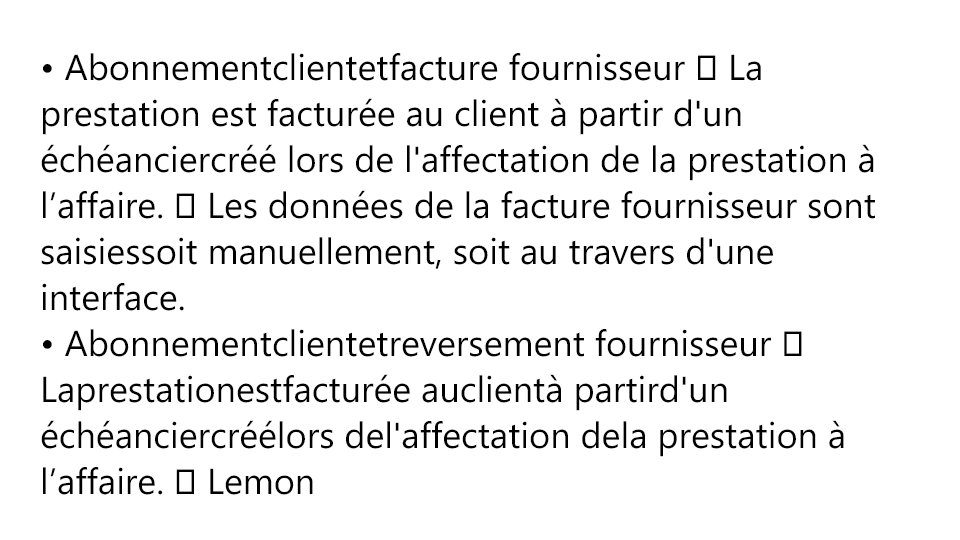 • Abonnementclientetfacture fournisseur  La
prestation est facturée au client à partir d'un
échéanciercréé lors de l'affectation de la prestation à
l’affaire.  Les données de la facture fournisseur sont
saisiessoit manuellement, soit au travers d'une
interface.
• Abonnementclientetreversement fournisseur 
Laprestationestfacturée auclientà partird'un
échéanciercréélors del'affectation dela prestation à
l’affaire.  Lemon